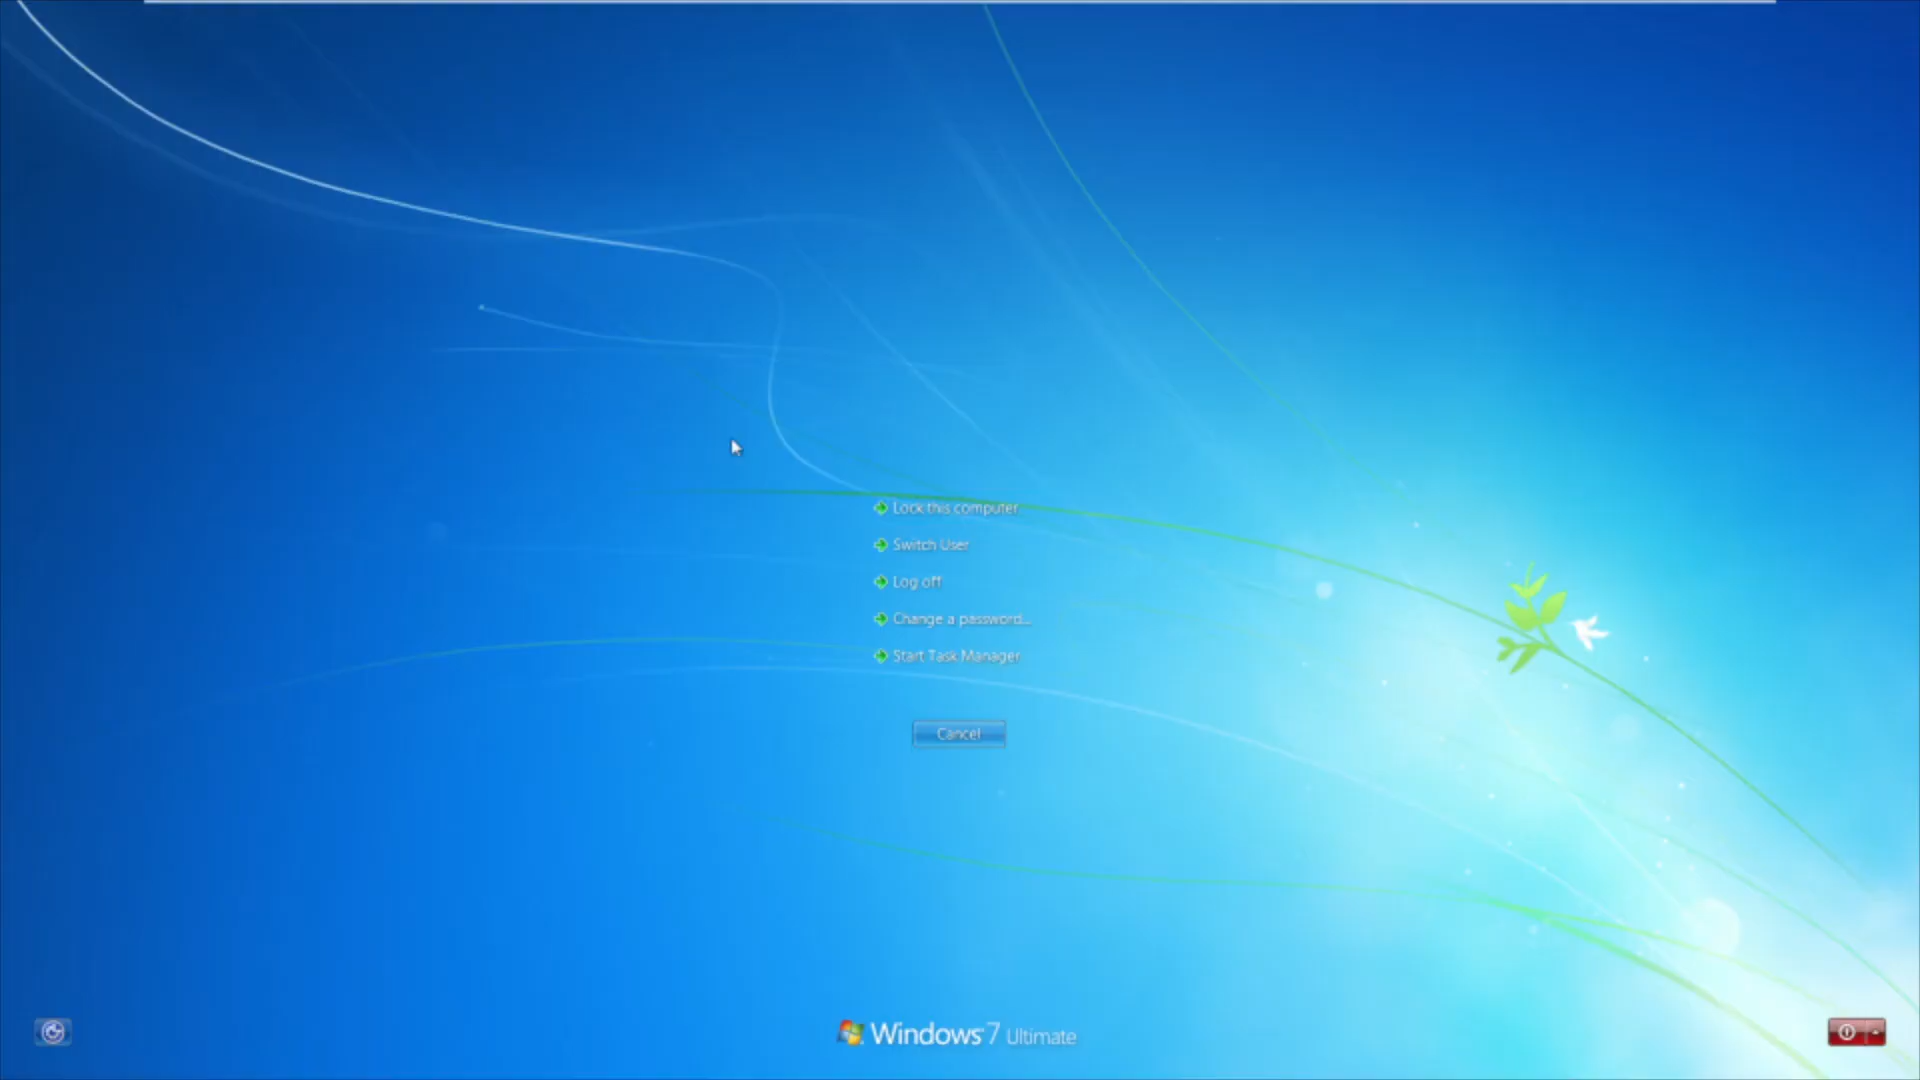 Lock this computer
Switch User
Log off
Change a password...
Start Task Manager
Cancel
Windows 7 Ultimate